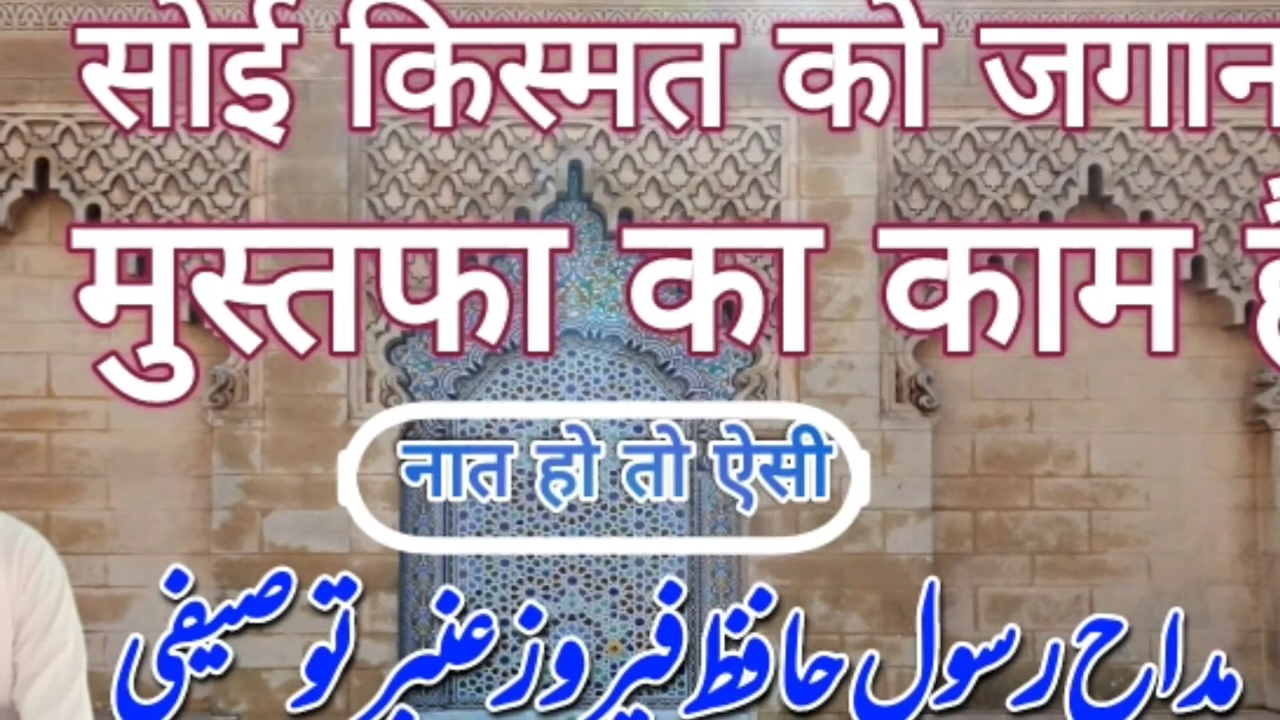 सोई किस्मत को जगान
मुस्तफा का काम है
नात हो तो ऐसी
مداح رسول حافظ فیروز عنبر توصیفی